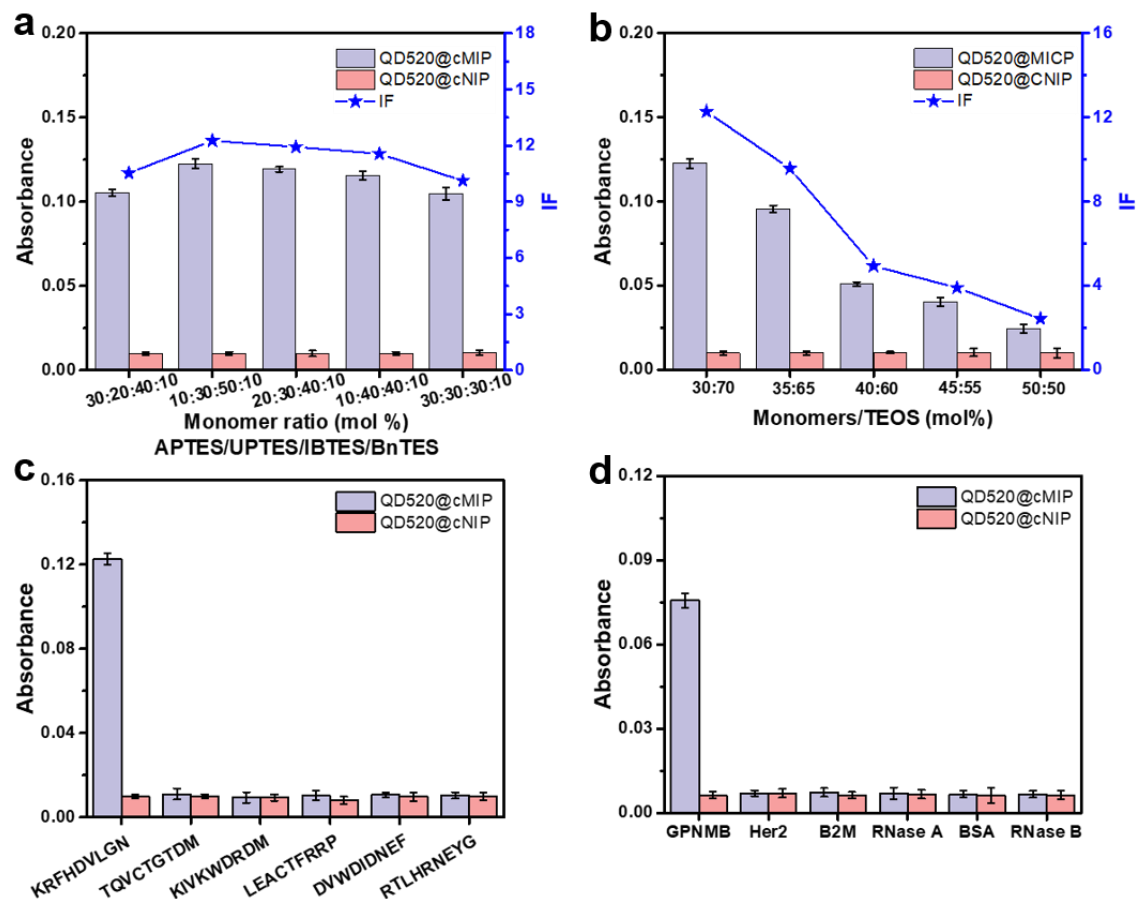 a
0.20
0.15
0.10
0.05
0.00
Absorbance
QD520@cMIP
QD520@cNIP
IF
18
15
12
9
6
3
0
IF
30:20:40:10
10:30:50:10
20:30:40:10
10:40:40:10
30:30:30:10
Monomer ratio (mol %)
APTES/UPTES/IBTES/BnTES
b
0.20
0.15
0.10
0.05
0.00
Absorbance
QD520@MICP
QD520@CNIP
IF
16
12
8
4
0
IF
30:70
35:65
40:60
45:55
50:50
Monomers/TEOS (mol%)
c
0.16
0.12
0.08
0.04
0.00
Absorbance
QD520@cMIP
QD520@cNIP
KRFHDVLGN
TQVCTGTDM
KIVKWDRDM
LEACTFRRP
DVWDIDNEF
RTLHRNEYG
d
0.12
0.09
0.06
0.03
0.00
Absorbance
QD520@cMIP
QD520@cNIP
GPNMB
Her2
B2M
RNase A
BSA
RNase B